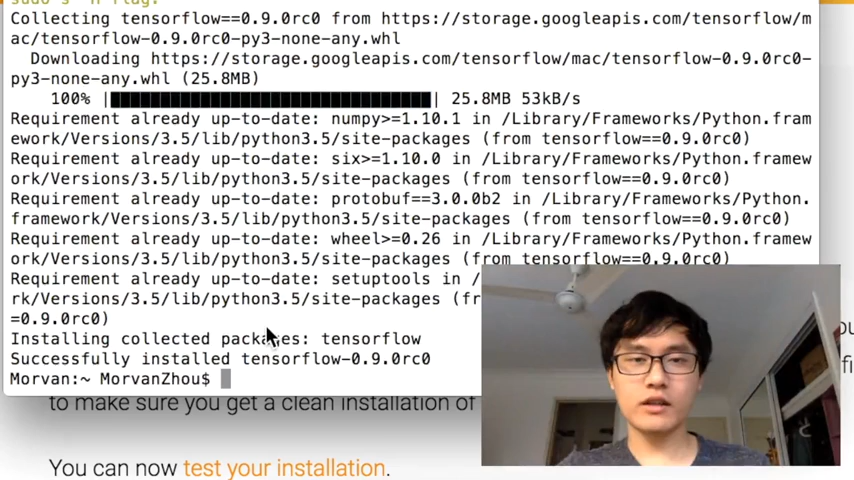 sudo's -H flag.
Collecting tensorflow==0.9.0rc0 from https://storage.googleapis.com/tensorflow/m
ac/tensorflow-0.9.0rc0-py3-none-any.whl
Downloading https://storage.googleapis.com/tensorflow/mac/tensorflow-0.9.0rc0-
py3-none-any.whl (25.8MB)
100% |████████████████████████████████| 25.8MB 53kB/s
Requirement already up-to-date: numpy>=1.10.1 in /Library/Frameworks/Python.fram
ework/Versions/3.5/lib/python3.5/site-packages (from tensorflow==0.9.0rc0)
Requirement already up-to-date: six>=1.10.0 in /Library/Frameworks/Python.framew
ork/Versions/3.5/lib/python3.5/site-packages (from tensorflow==0.9.0rc0)
Requirement already up-to-date: protobuf==3.0.0b2 in /Library/Frameworks/Python.
framework/Versions/3.5/lib/python3.5/site-packages (from tensorflow==0.9.0rc0)
Requirement already up-to-date: wheel>=0.26 in /Library/Frameworks/Python.framew
ork/Versions/3.5/lib/python3.5/site-packages (from tensorflow==0.9.0rc0)
Requirement already up-to-date: setuptools in /
rk/Versions/3.5/lib/python3.5/site-packages (fr
=0.9.0rc0)
Installing collected packages: tensorflow
Successfully installed tensorflow-0.9.0rc0
Morvan:~ MorvanZhou$
to make sure you get a clean installation of
You can now test your installation.